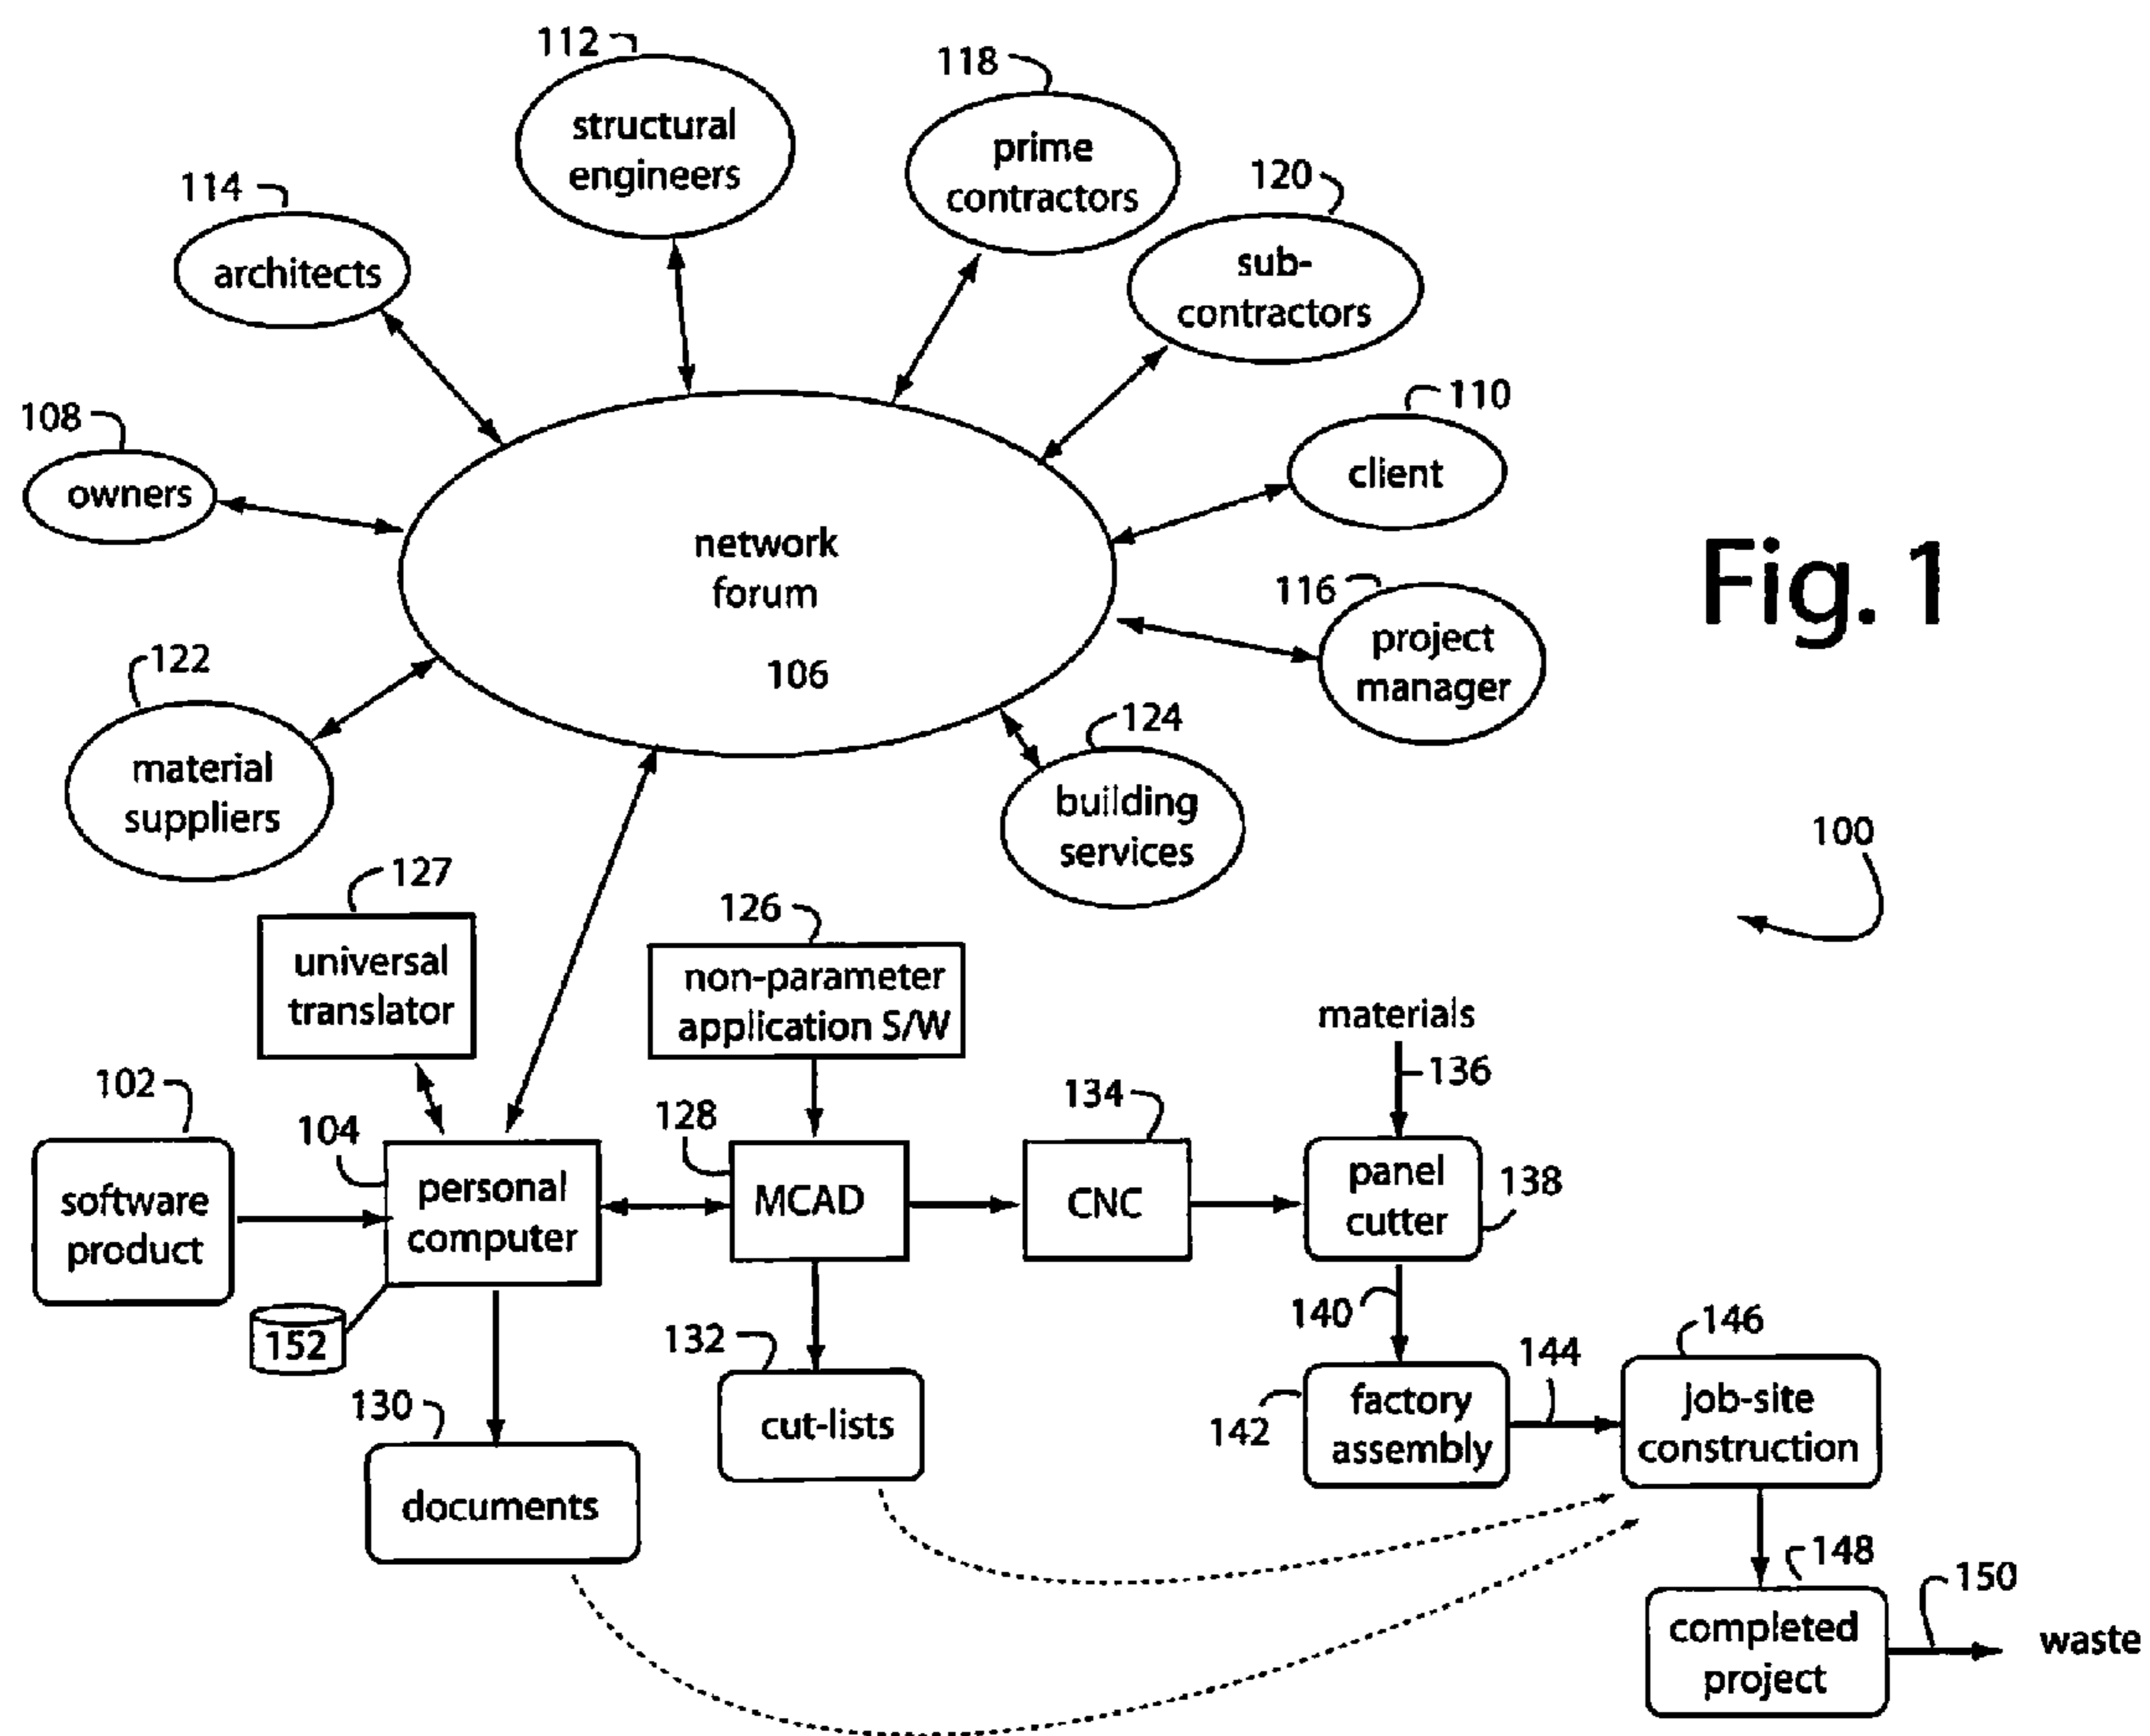 112
structural
engineers
118
prime
contractors
114
architects
120
sub-
contractors
108
owners
110
client
network
forum
106
Fig. 1
116
project
manager
122
material
suppliers
124
building
services
100
127
universal
translator
126
non-parameter
application S/W
materials
136
102
software
product
104
personal
computer
128
MCAD
134
CNC
panel
cutter
138
152
132
cut-lists
140
130
documents
142
factory
assembly
144
146
job-site
construction
148
completed
project
150
waste